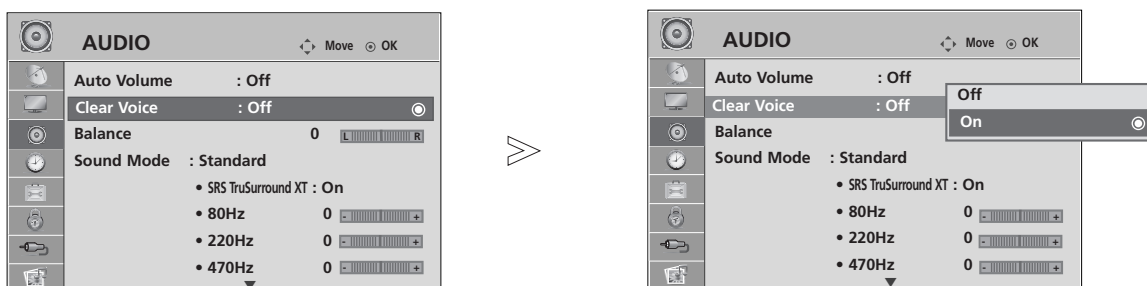 AUDIO Move OK
Auto Volume : Off
Clear Voice : Off
Balance 0 L R
Sound Mode : Standard
• SRS TruSurround XT : On
• 80Hz 0 - +
• 220Hz 0 - +
• 470Hz 0 - +
AUDIO Move OK
Auto Volume : Off
Clear Voice : Off
Off
On
Balance
Sound Mode : Standard
• SRS TruSurround XT : On
• 80Hz 0 - +
• 220Hz 0 - +
• 470Hz 0 - +